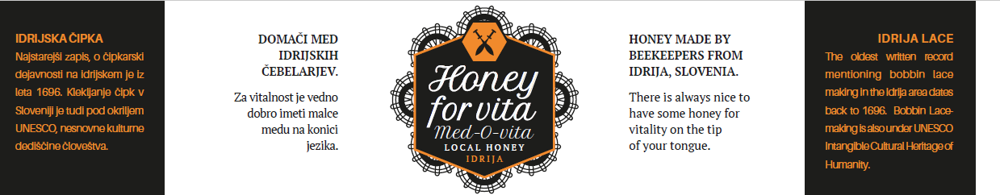 IDRIJSKA ČIPKA
Najstarejši zapis, o čipkarski
dejavnosti na idrijskem je iz
leta 1696. Klekljanje čipk v
Sloveniji je tudi pod okriljem
UNESCO, nesnovne kulturne
dediščine človeštva.
DOMAČI MED
IDRIJSKIH
ČEBELARJEV.
Za vitalnost je vedno
dobro imeti malce
medu na konici
jezika.
Honey
for vita
Med-O-vita
LOCAL HONEY
IDRIJA
HONEY MADE BY
BEEKEEPERS FROM
IDRIJA, SLOVENIA.
There is always nice to
have some honey for
vitality on the tip
of your tongue.
IDRIJA LACE
The oldest written record
mentioning bobbin lace
making in the Idrija area dates
back to 1696. Bobbin Lace-
making is also under UNESCO
Intangible Cultural Heritage of
Humanity.